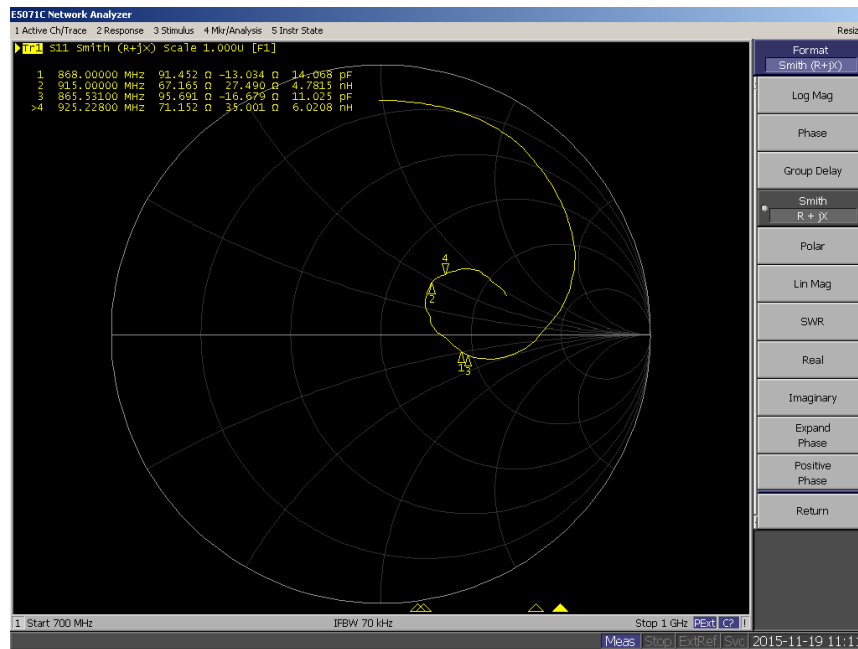 E5071C Network Analyzer
1 Active Ch/Trace 2 Response 3 Stimulus 4 Mkr/Analysis 5 Instr State
Tr1 S11 Smith (R+jX) Scale 1.000U [F1]
1 868.00000 MHz 91.452 Ω -13.034 Ω 14.068 pF
2 915.00000 MHz 67.165 Ω 27.490 Ω 4.7815 nH
3 865.53100 MHz 95.691 Ω -16.679 Ω 11.025 pF
>4 925.22800 MHz 71.152 Ω 35.001 Ω 6.0208 nH
4
2
1
3
1 Start 700 MHz IFBW 70 kHz Stop 1 GHz PExt C? !
Meas Stop ExtRef Svc 2015-11-19 11:1
Resiz
Format
Smith (R+jX)
Log Mag
Phase
Group Delay
Smith
R + jX
Polar
Lin Mag
SWR
Real
Imaginary
Expand
Phase
Positive
Phase
Return